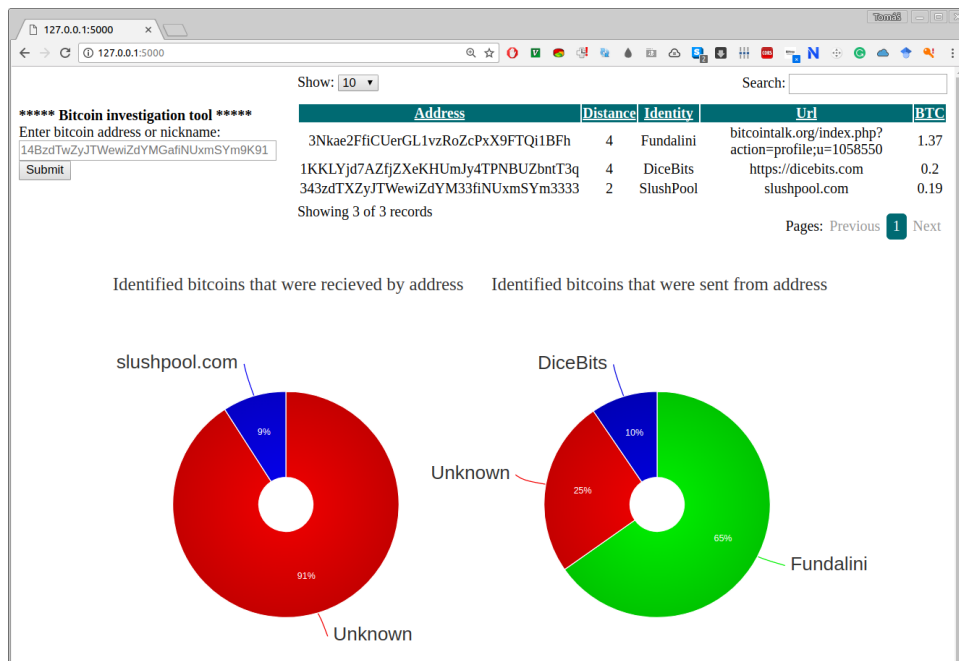 Tomáš
127.0.0.1:5000
127.0.0.1:5000
Show: 10
Search:
***** Bitcoin investigation tool *****
Enter bitcoin address or nickname:
14BzdTwZyJTWewiZdYMGafiNUxmSYm9K91
Submit
Address Distance Identity Url BTC
3Nkae2FfiCUerGL1vzRoZcPxX9FTQi1BFh 4 Fundalini bitcointalk.org/index.php?action=profile;u=1058550 1.37
1KKLYjd7AZfjZXeKHUmJy4TPNBUZbntT3q 4 DiceBits https://dicebits.com 0.2
343zdTXZyJTWewiZdYM33fiNUxmSYm3333 2 SlushPool slushpool.com 0.19
Showing 3 of 3 records
Pages: Previous 1 Next
Identified bitcoins that were recieved by address
Identified bitcoins that were sent from address
slushpool.com
9%
91%
Unknown
DiceBits
10%
Unknown
25%
65%
Fundalini